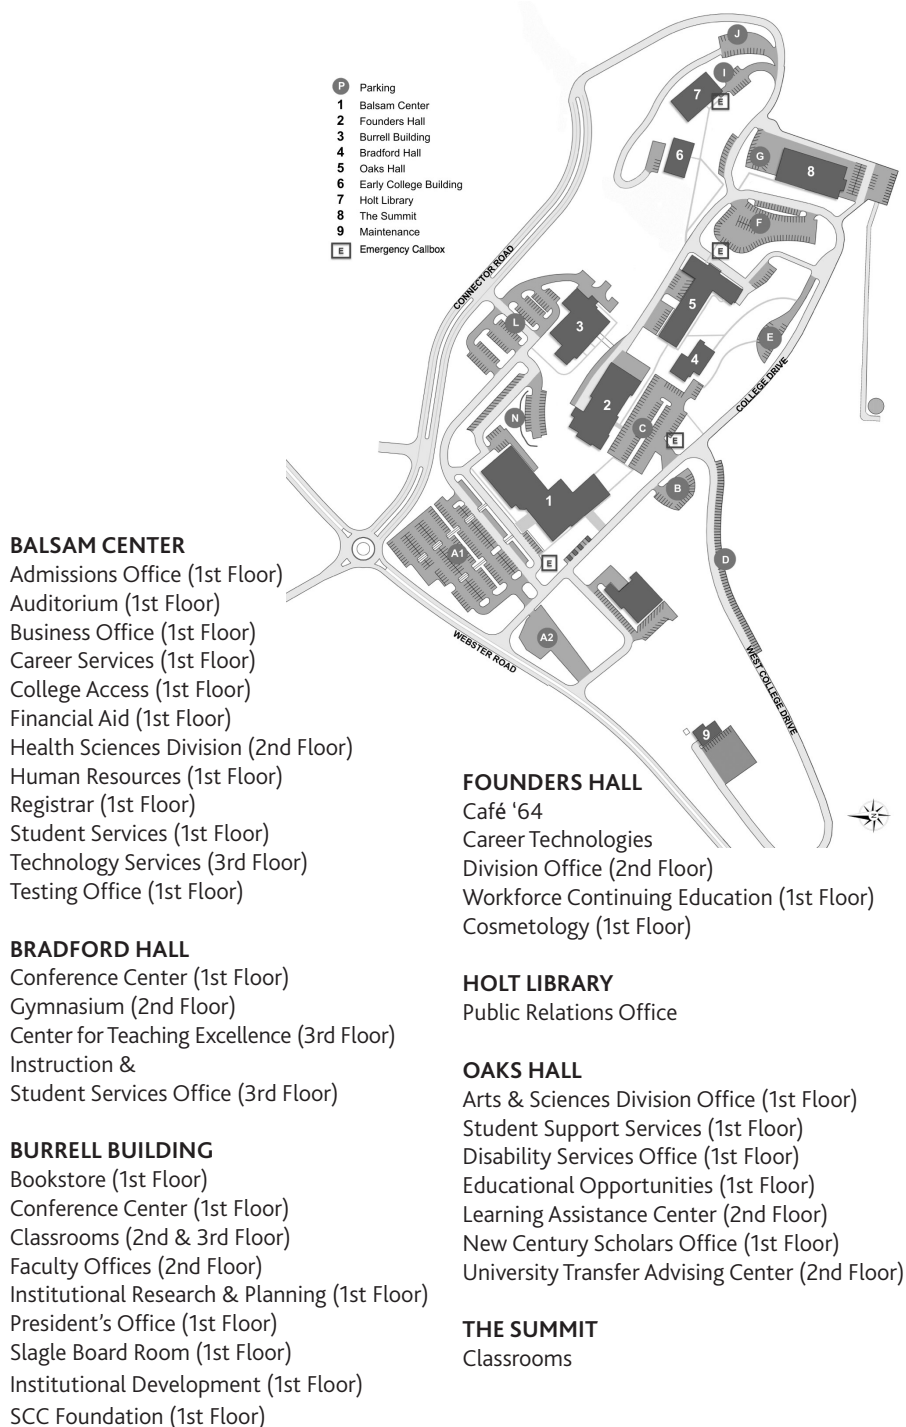 P Parking
1 Balsam Center
2 Founders Hall
3 Burrell Building
4 Bradford Hall
5 Oaks Hall
6 Early College Building
7 Holt Library
8 The Summit
9 Maintenance
E Emergency Callbox
J
I
7
E
6
G
8
F
E
5
CONNECTOR ROAD
L
3
E
4
COLLEGE DRIVE
2
N
C
E
B
1
A1
E
D
A2
WEBSTER ROAD
WEST COLLEGE DRIVE
9
N
BALSAM CENTER
Admissions Office (1st Floor)
Auditorium (1st Floor)
Business Office (1st Floor)
Career Services (1st Floor)
College Access (1st Floor)
Financial Aid (1st Floor)
Health Sciences Division (2nd Floor)
Human Resources (1st Floor)
Registrar (1st Floor)
Student Services (1st Floor)
Technology Services (3rd Floor)
Testing Office (1st Floor)
BRADFORD HALL
Conference Center (1st Floor)
Gymnasium (2nd Floor)
Center for Teaching Excellence (3rd Floor)
Instruction &
Student Services Office (3rd Floor)
BURRELL BUILDING
Bookstore (1st Floor)
Conference Center (1st Floor)
Classrooms (2nd & 3rd Floor)
Faculty Offices (2nd Floor)
Institutional Research & Planning (1st Floor)
President’s Office (1st Floor)
Slagle Board Room (1st Floor)
Institutional Development (1st Floor)
SCC Foundation (1st Floor)
FOUNDERS HALL
Café ‘64
Career Technologies
Division Office (2nd Floor)
Workforce Continuing Education (1st Floor)
Cosmetology (1st Floor)
HOLT LIBRARY
Public Relations Office
OAKS HALL
Arts & Sciences Division Office (1st Floor)
Student Support Services (1st Floor)
Disability Services Office (1st Floor)
Educational Opportunities (1st Floor)
Learning Assistance Center (2nd Floor)
New Century Scholars Office (1st Floor)
University Transfer Advising Center (2nd Floor)
THE SUMMIT
Classrooms